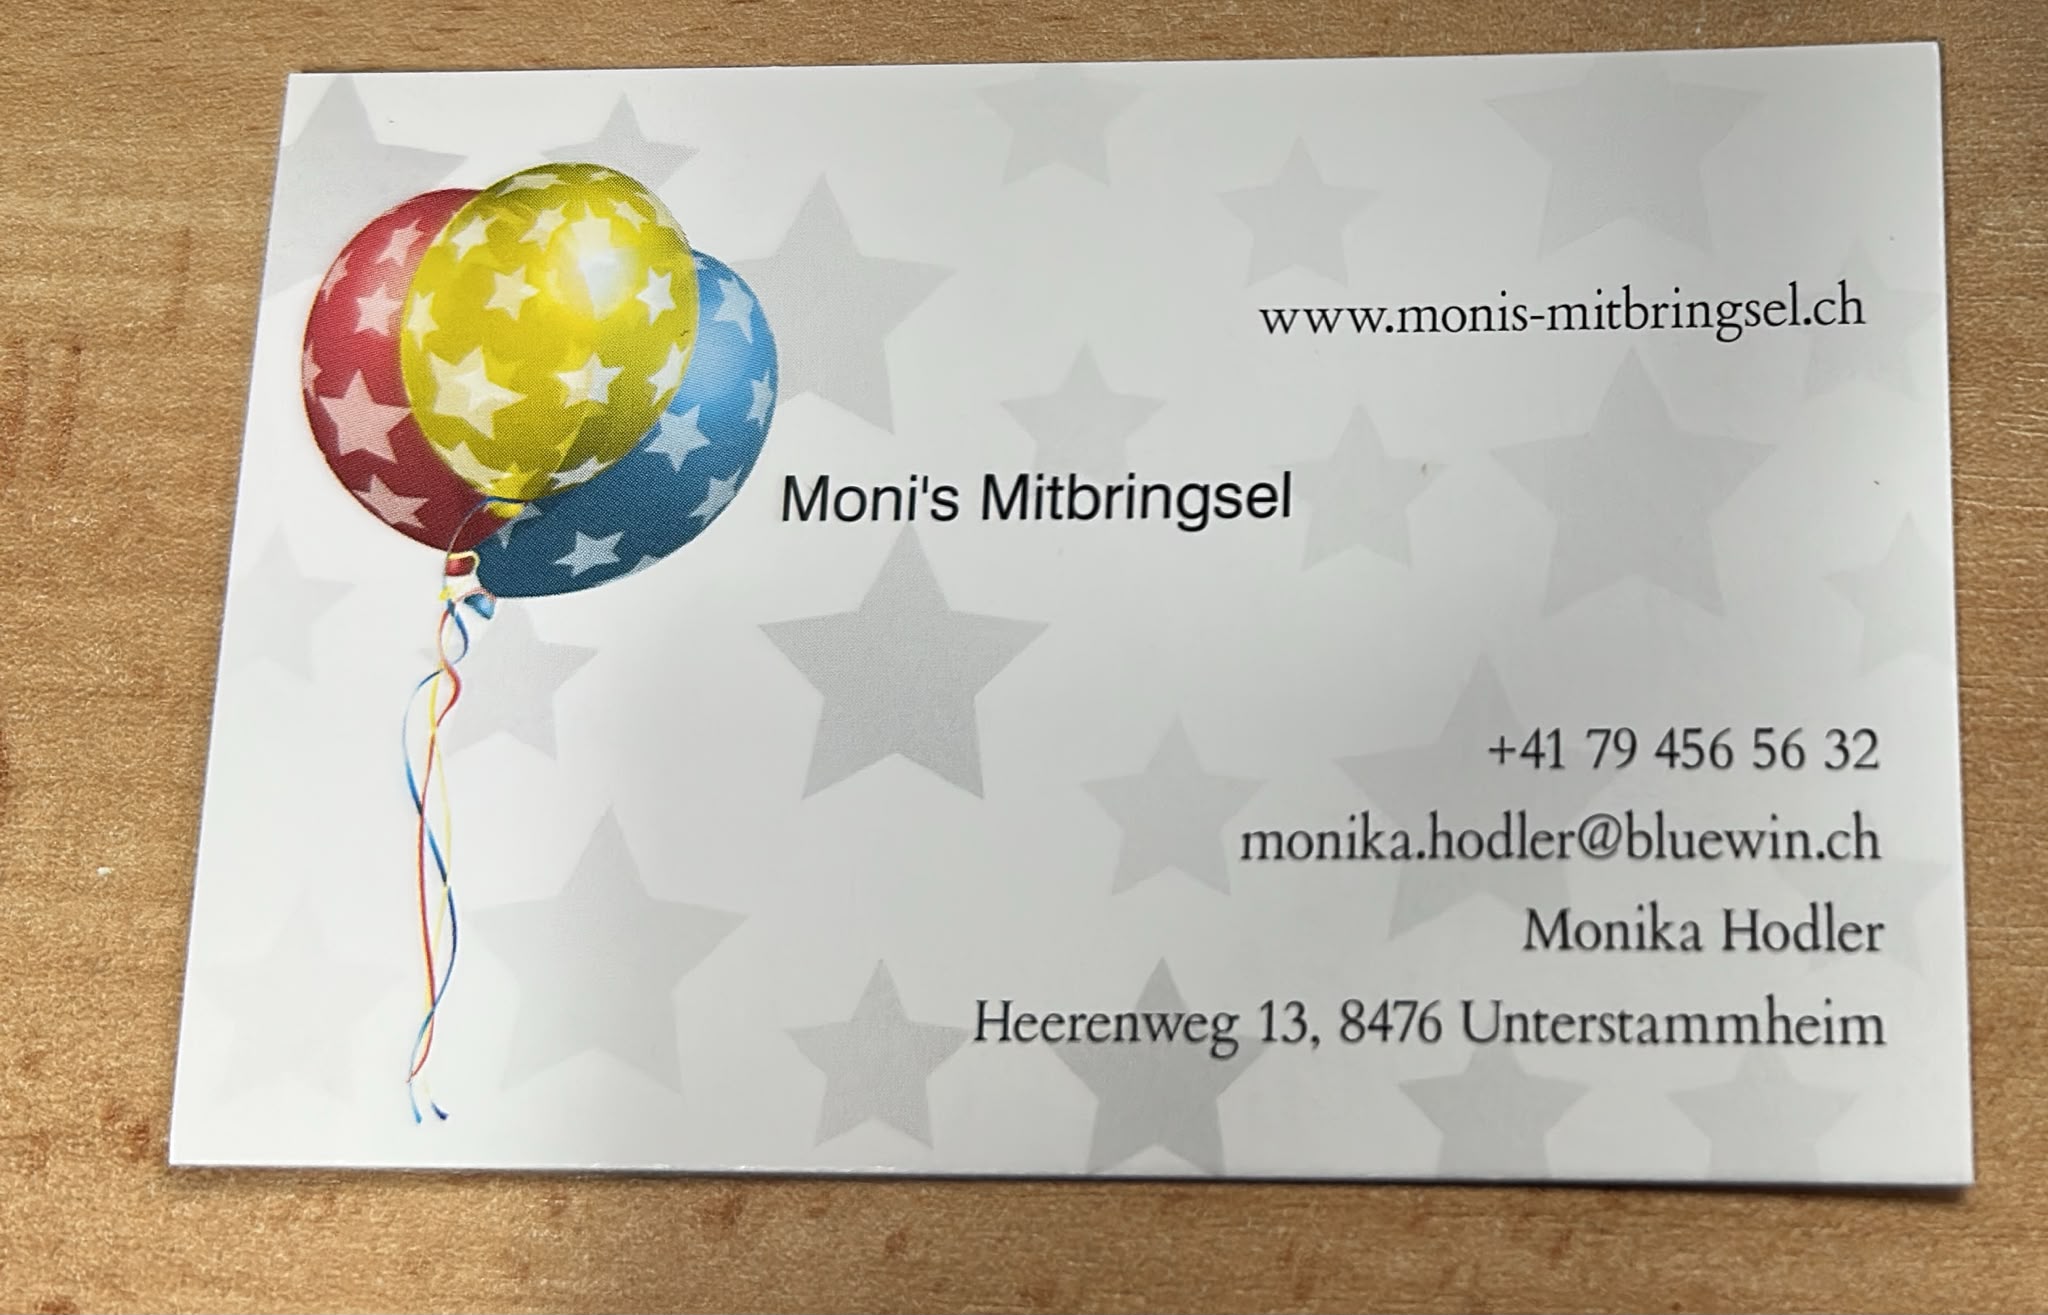 www.monis-mitbringsel.ch
Moni's Mitbringsel
+41 79 456 56 32
monika.hodler@bluewin.ch
Monika Hodler
Heerenweg 13, 8476 Unterstammheim